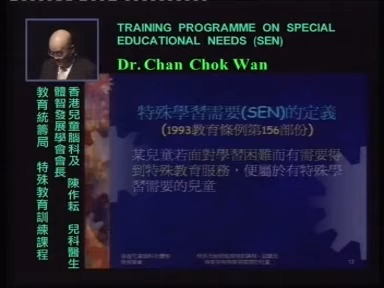 TRAINING PROGRAMME ON SPECIAL
EDUCATIONAL NEEDS (SEN)
Dr. Chan Chok Wan
香港兒童腦科及 陳作耘 兒科醫生
體智發展學會會長
教育統籌局 特殊教育訓練課程
特殊學習需要(SEN)的定義
(1993教育條例第156部份)
某兒童若面對學習困難而有需要得
到特殊教育服務，便屬於有特殊學
習需要的兒童
12